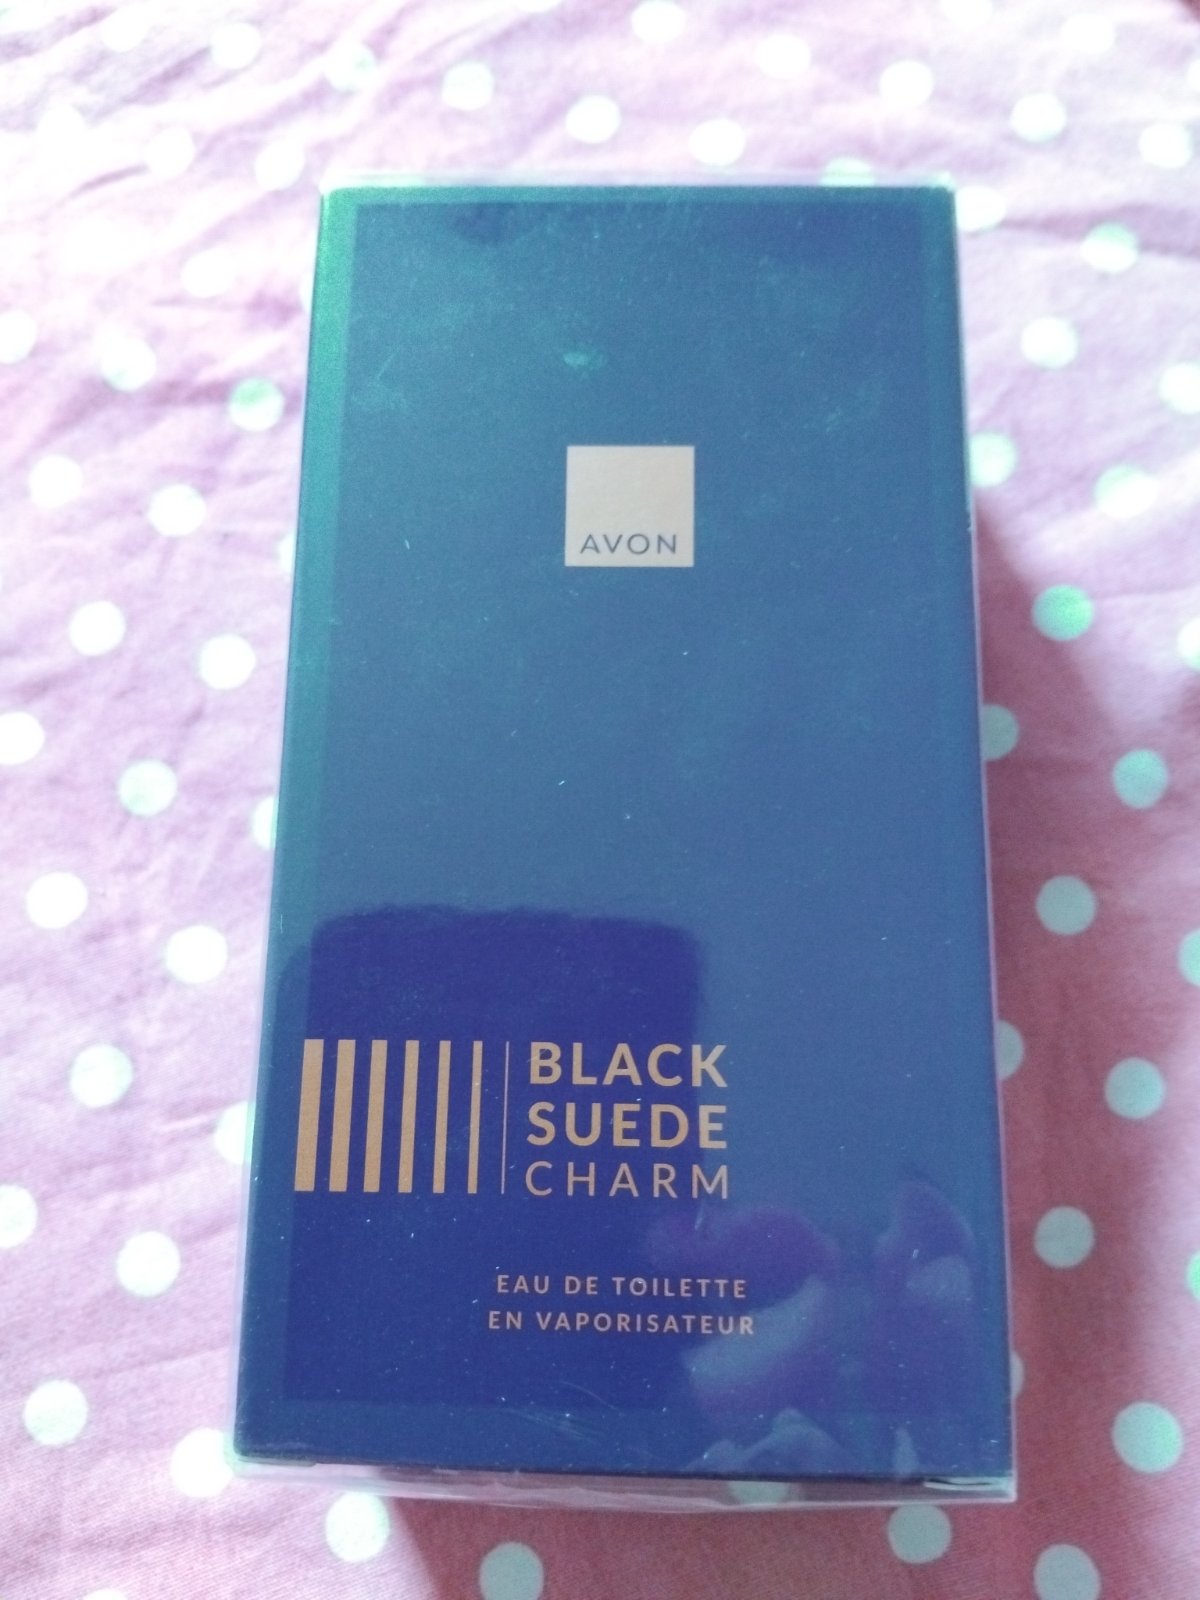 AVON
BLACK
SUEDE
CHARM
EAU DE TOILETTE
EN VAPORISATEUR